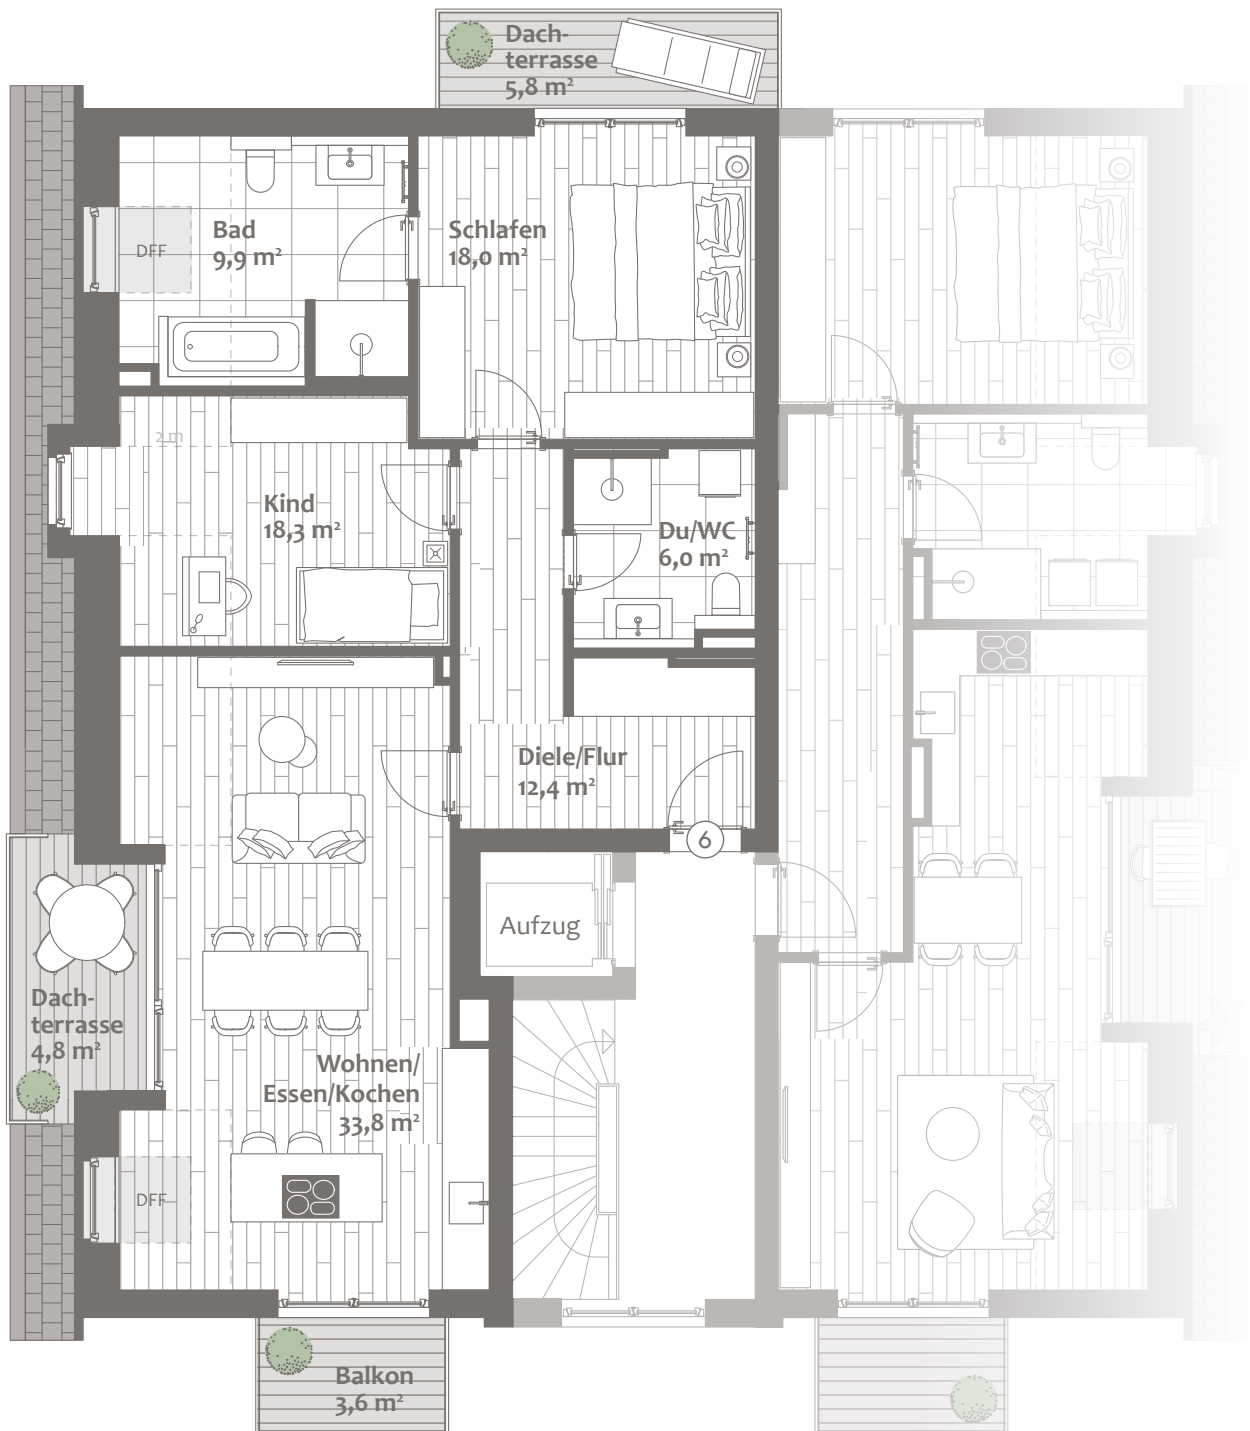 Dach-
terrasse
5,8 m²
Bad
9,9 m²
DFF
Schlafen
18,0 m²
2 m
Kind
18,3 m²
Du/WC
6,0 m²
Diele/Flur
12,4 m²
6
Aufzug
Dach-
terrasse
4,8 m²
Wohnen/
Essen/Kochen
33,8 m²
DFF
Balkon
3,6 m²